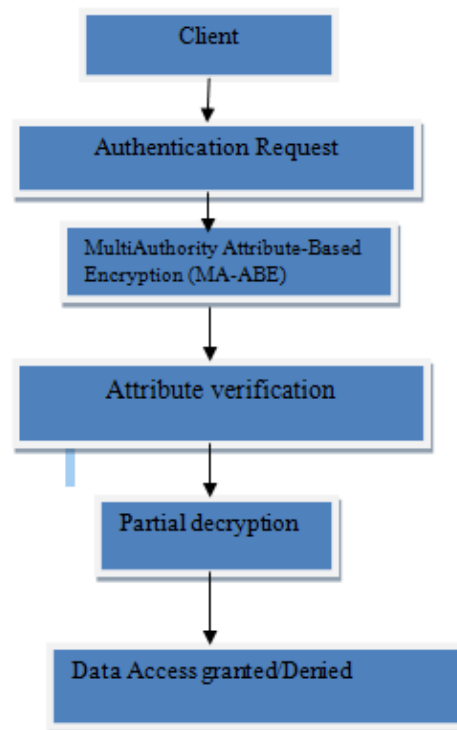 Client
Authentication Request
MultiAuthority Attribute-Based
Encryption (MA-ABE)
Attribute verification
Partial decryption
Data Access granted/Denied